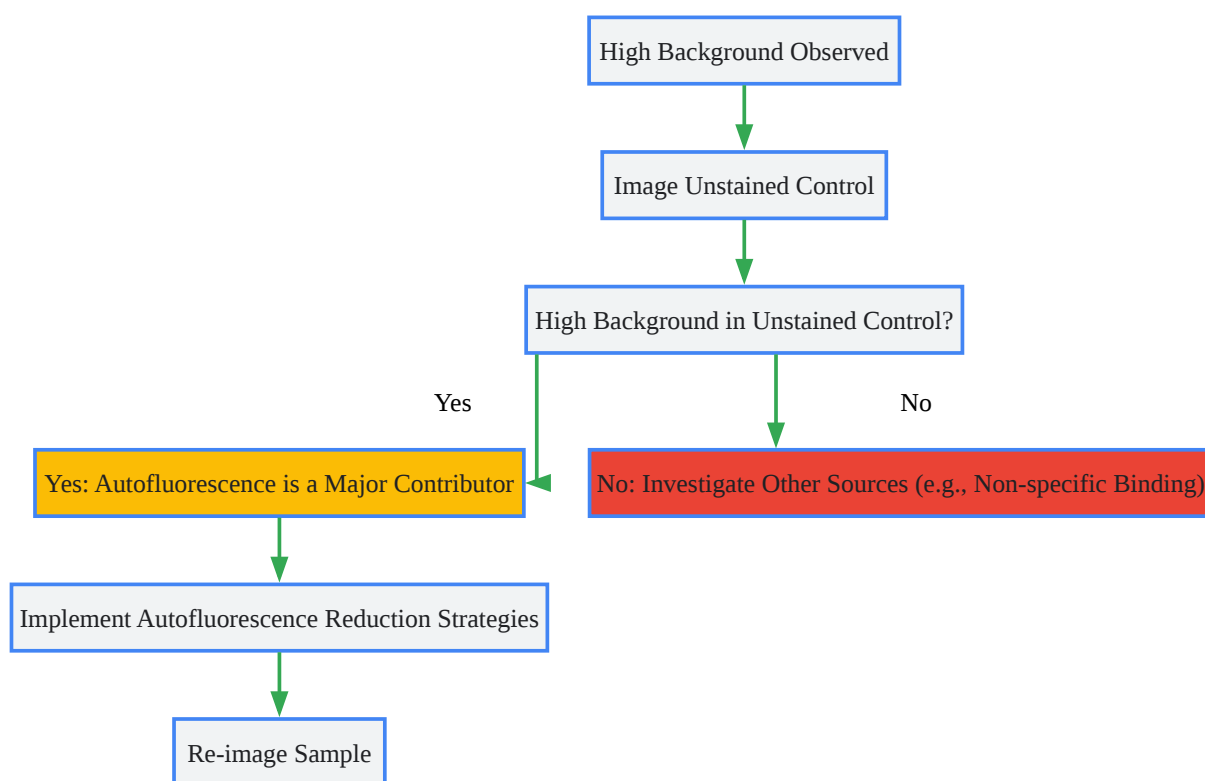 High Background Observed
Image Unstained Control
High Background in Unstained Control?
Yes
No
Yes: Autofluorescence is a Major Contributor
No: Investigate Other Sources (e.g., Non-specific Binding)
Implement Autofluorescence Reduction Strategies
Re-image Sample